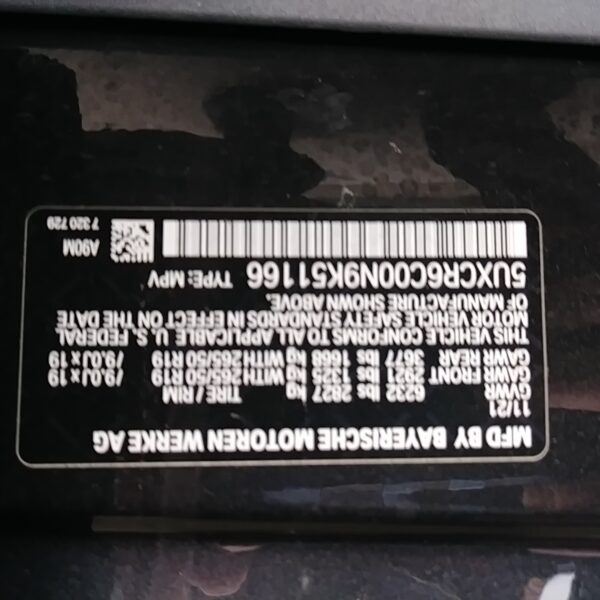 MFD BY BAYERISCHE MOTOREN WERKE AG
11/21
GVWR 6232 lbs 2827 kg TIRE / RIM
GAWR FRONT 2921 lbs 1325 kg WITH 265/50 R19 /9.0J x 19
GAWR REAR 3677 lbs 1668 kg WITH 265/50 R19 /9.0J x 19
THIS VEHICLE CONFORMS TO ALL APPLICABLE U. S. FEDERAL
MOTOR VEHICLE SAFETY STANDARDS IN EFFECT ON THE DATE
OF MANUFACTURE SHOWN ABOVE.
5UXCR6C00N9K51166 TYPE: MPV
A90M
7 320 729